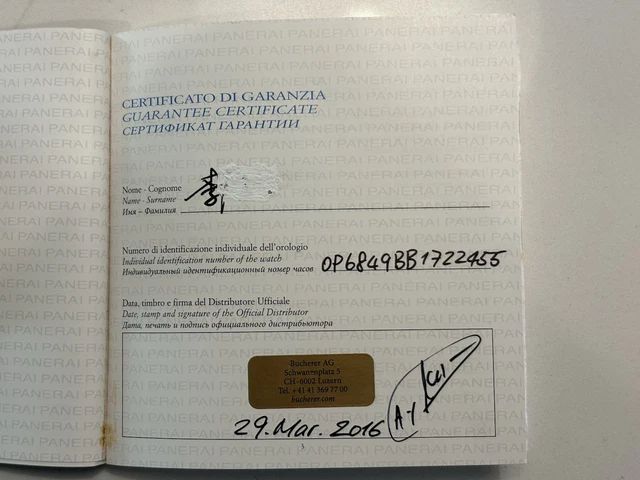 CERTIFICATO DI GARANZIA
GUARANTEE CERTIFICATE
СЕРТИФИКАТ ГАРАНТИИ
Nome - Cognome
Name - Surname
Имя – Фамилия
李
Numero di identificazione individuale dell'orologio
Individual identification number of the watch
Индивидуальный идентификационный номер часов OP6849BB1722455
Data, timbro e firma del Distributore Ufficiale
Date, stamp and signature of the Official Distributor
Дата, печать и подпись официального дистрибьютора
Bucherer AG
Schwanenplatz 5
CH-6002 Luzern
Tel. +41 41 369 77 00
bucherer.com
29. Mar. 2016
3